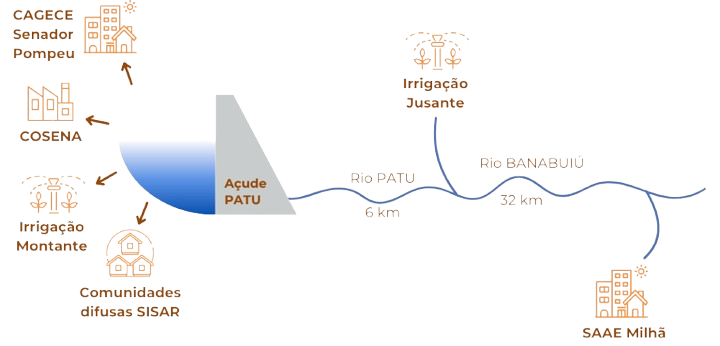 CAGECE
Senador
Pompeu
COSENA
Irrigação
Montante
Comunidades
difusas SISAR
Açude
PATU
Rio PATU
6 km
Irrigação
Jusante
Rio BANABUIÚ
32 km
SAAE Milhã